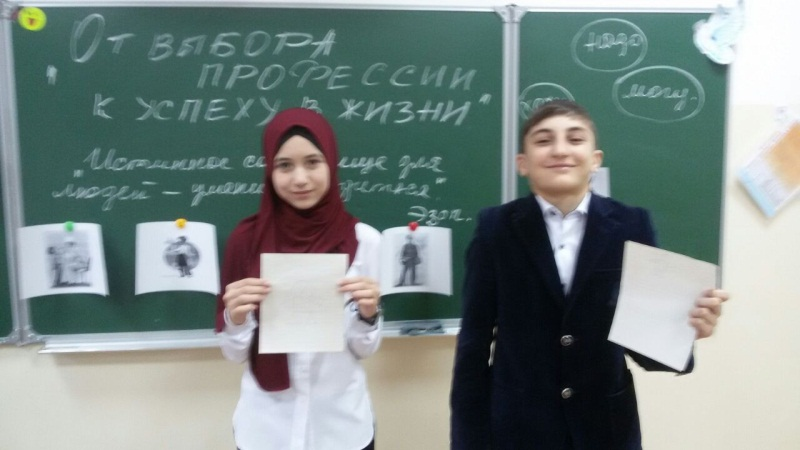 От ВЫБОРА
" ПРОФЕССИИ
К УСПЕХУ В ЖИЗНИ"
Истинное для
"людей –
Эзоп.
надо
могу.